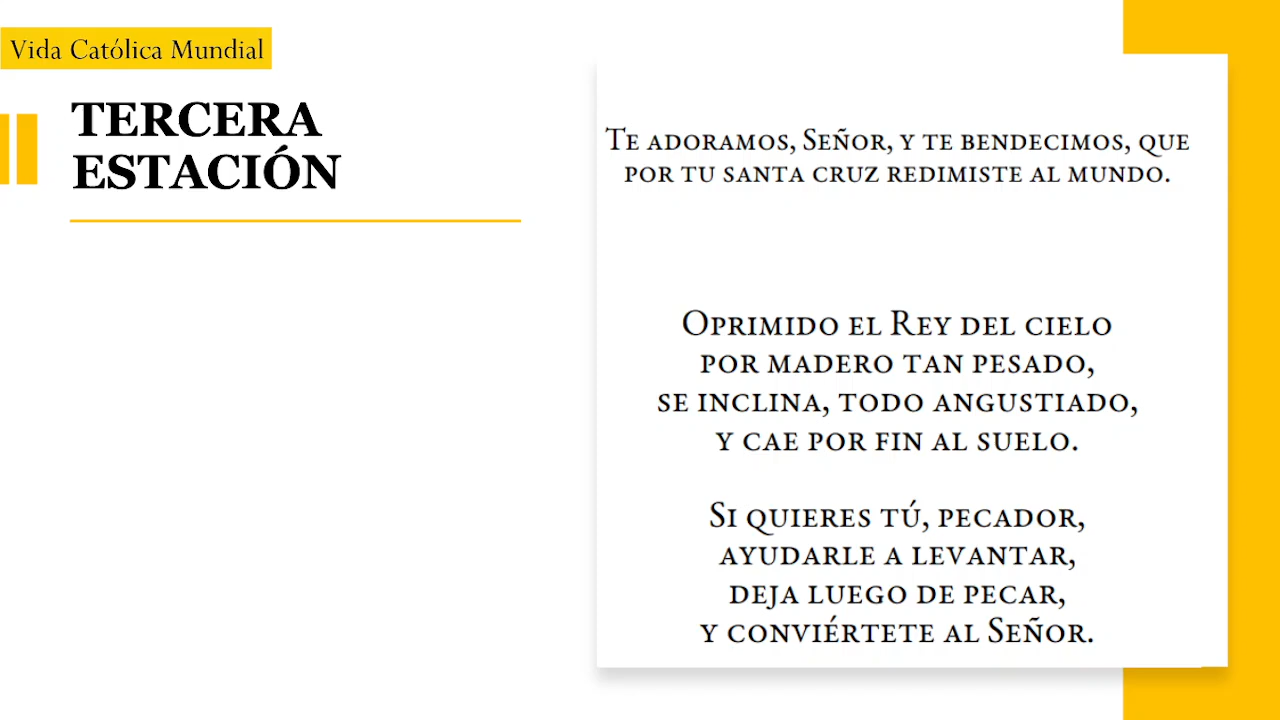 Vida Católica Mundial
TERCERA
ESTACIÓN
Te adoramos, Señor, y te bendecimos, que
por tu santa cruz redimiste al mundo.
Oprimido el Rey del cielo
por madero tan pesado,
se inclina, todo angustiado,
y cae por fin al suelo.
Si quieres tú, pecador,
ayudarle a levantar,
deja luego de pecar,
y conviértete al Señor.